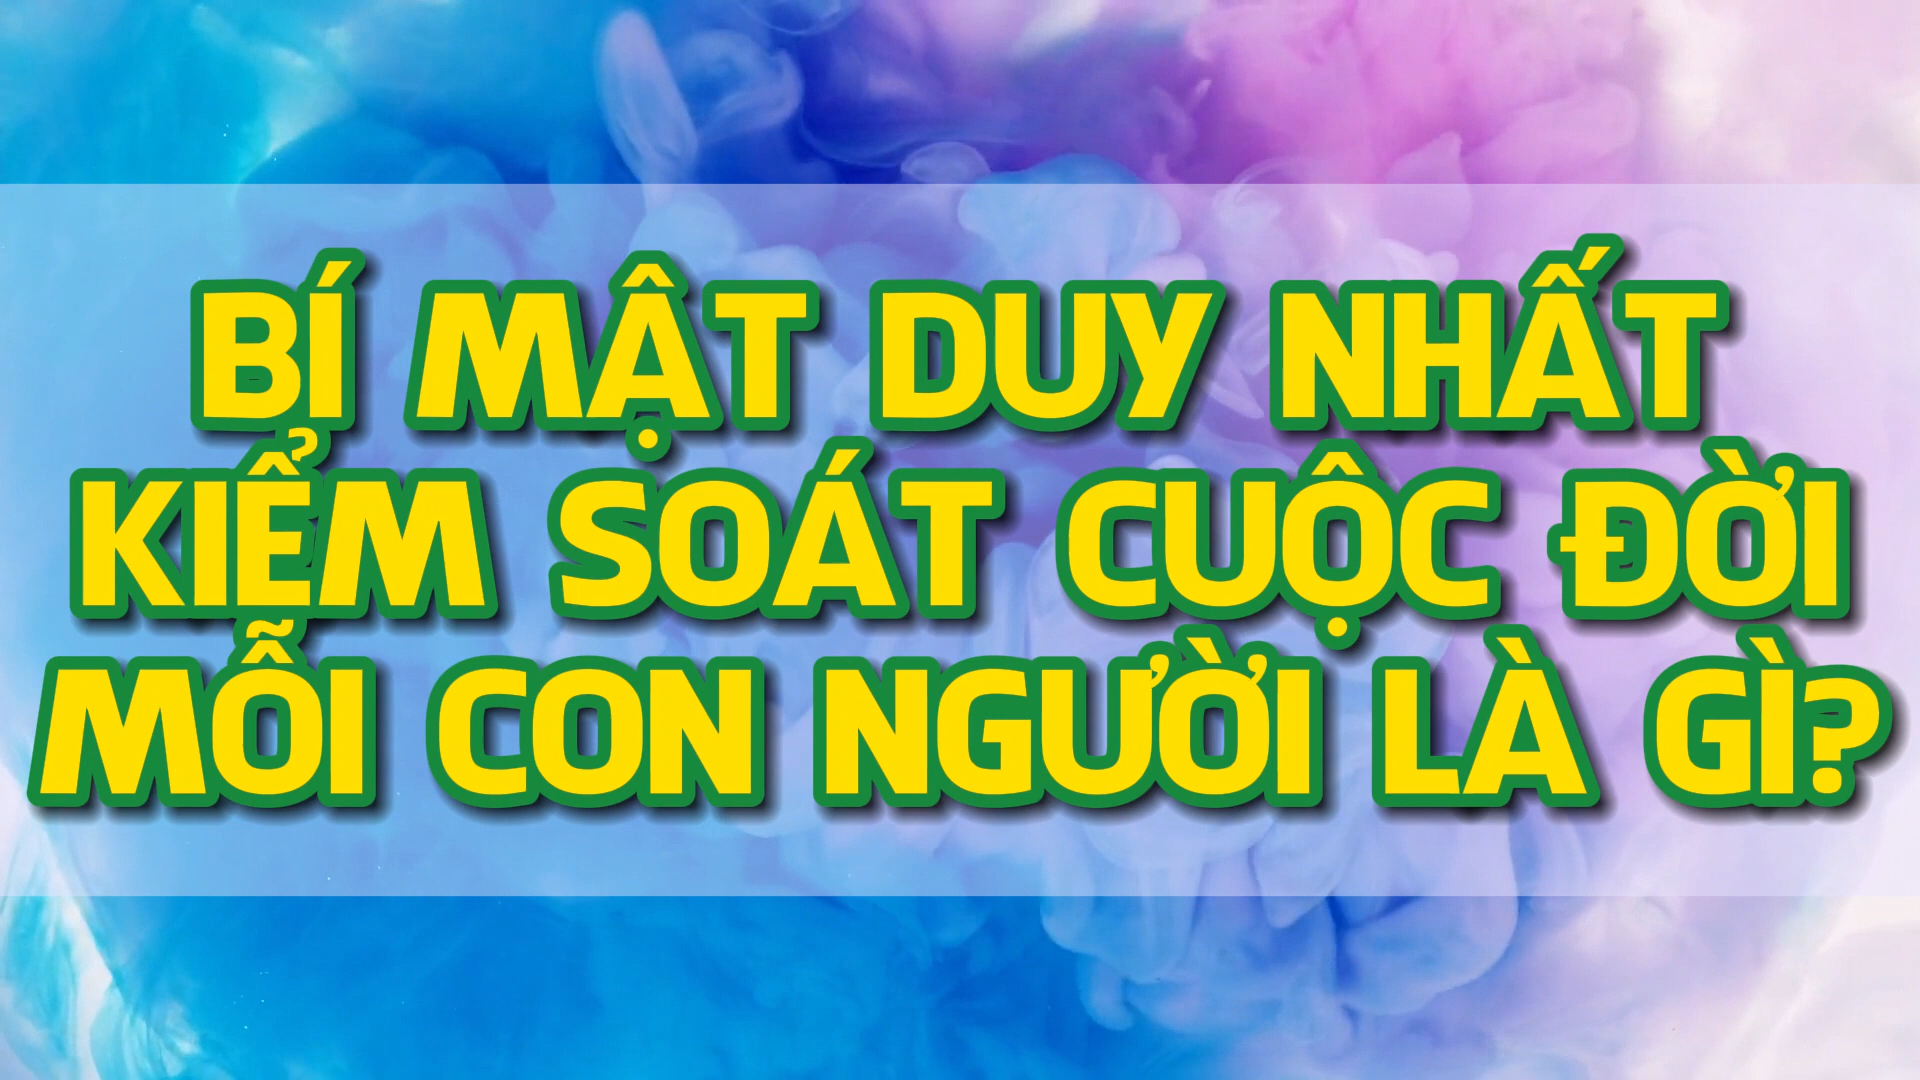 BÍ MẬT DUY NHẤT
KIỂM SOÁT CUỘC ĐỜI
MỖI CON NGƯỜI LÀ GÌ?